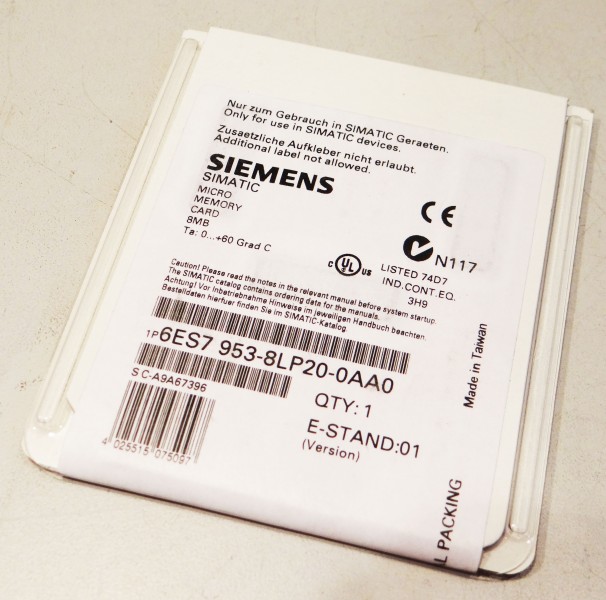 Nur zum Gebrauch in SIMATIC Geraeten.
Only for use in SIMATIC devices.
Zusaetzliche Aufkleber nicht erlaubt.
Additional label not allowed.
SIEMENS
SIMATIC
MICRO
MEMORY
CARD
8MB
Ta: 0...+60 Grad C
CE
N117
c UL us
LISTED 74D7
IND.CONT.EQ.
3H9
Caution! Please read the notes in the relevant manual before system startup.
The SIMATIC catalog contains ordering data for the manuals.
Achtung! Vor Inbetriebnahme Hinweise im jeweiligen Handbuch beachten.
Bestelldaten hierfuer finden Sie im SIMATIC-Katalog.
1P6ES7 953-8LP20-0AA0
S C-A9A67396
QTY: 1
E-STAND:01
(Version)
4 025515 075097
Made in Taiwan
L PACKING